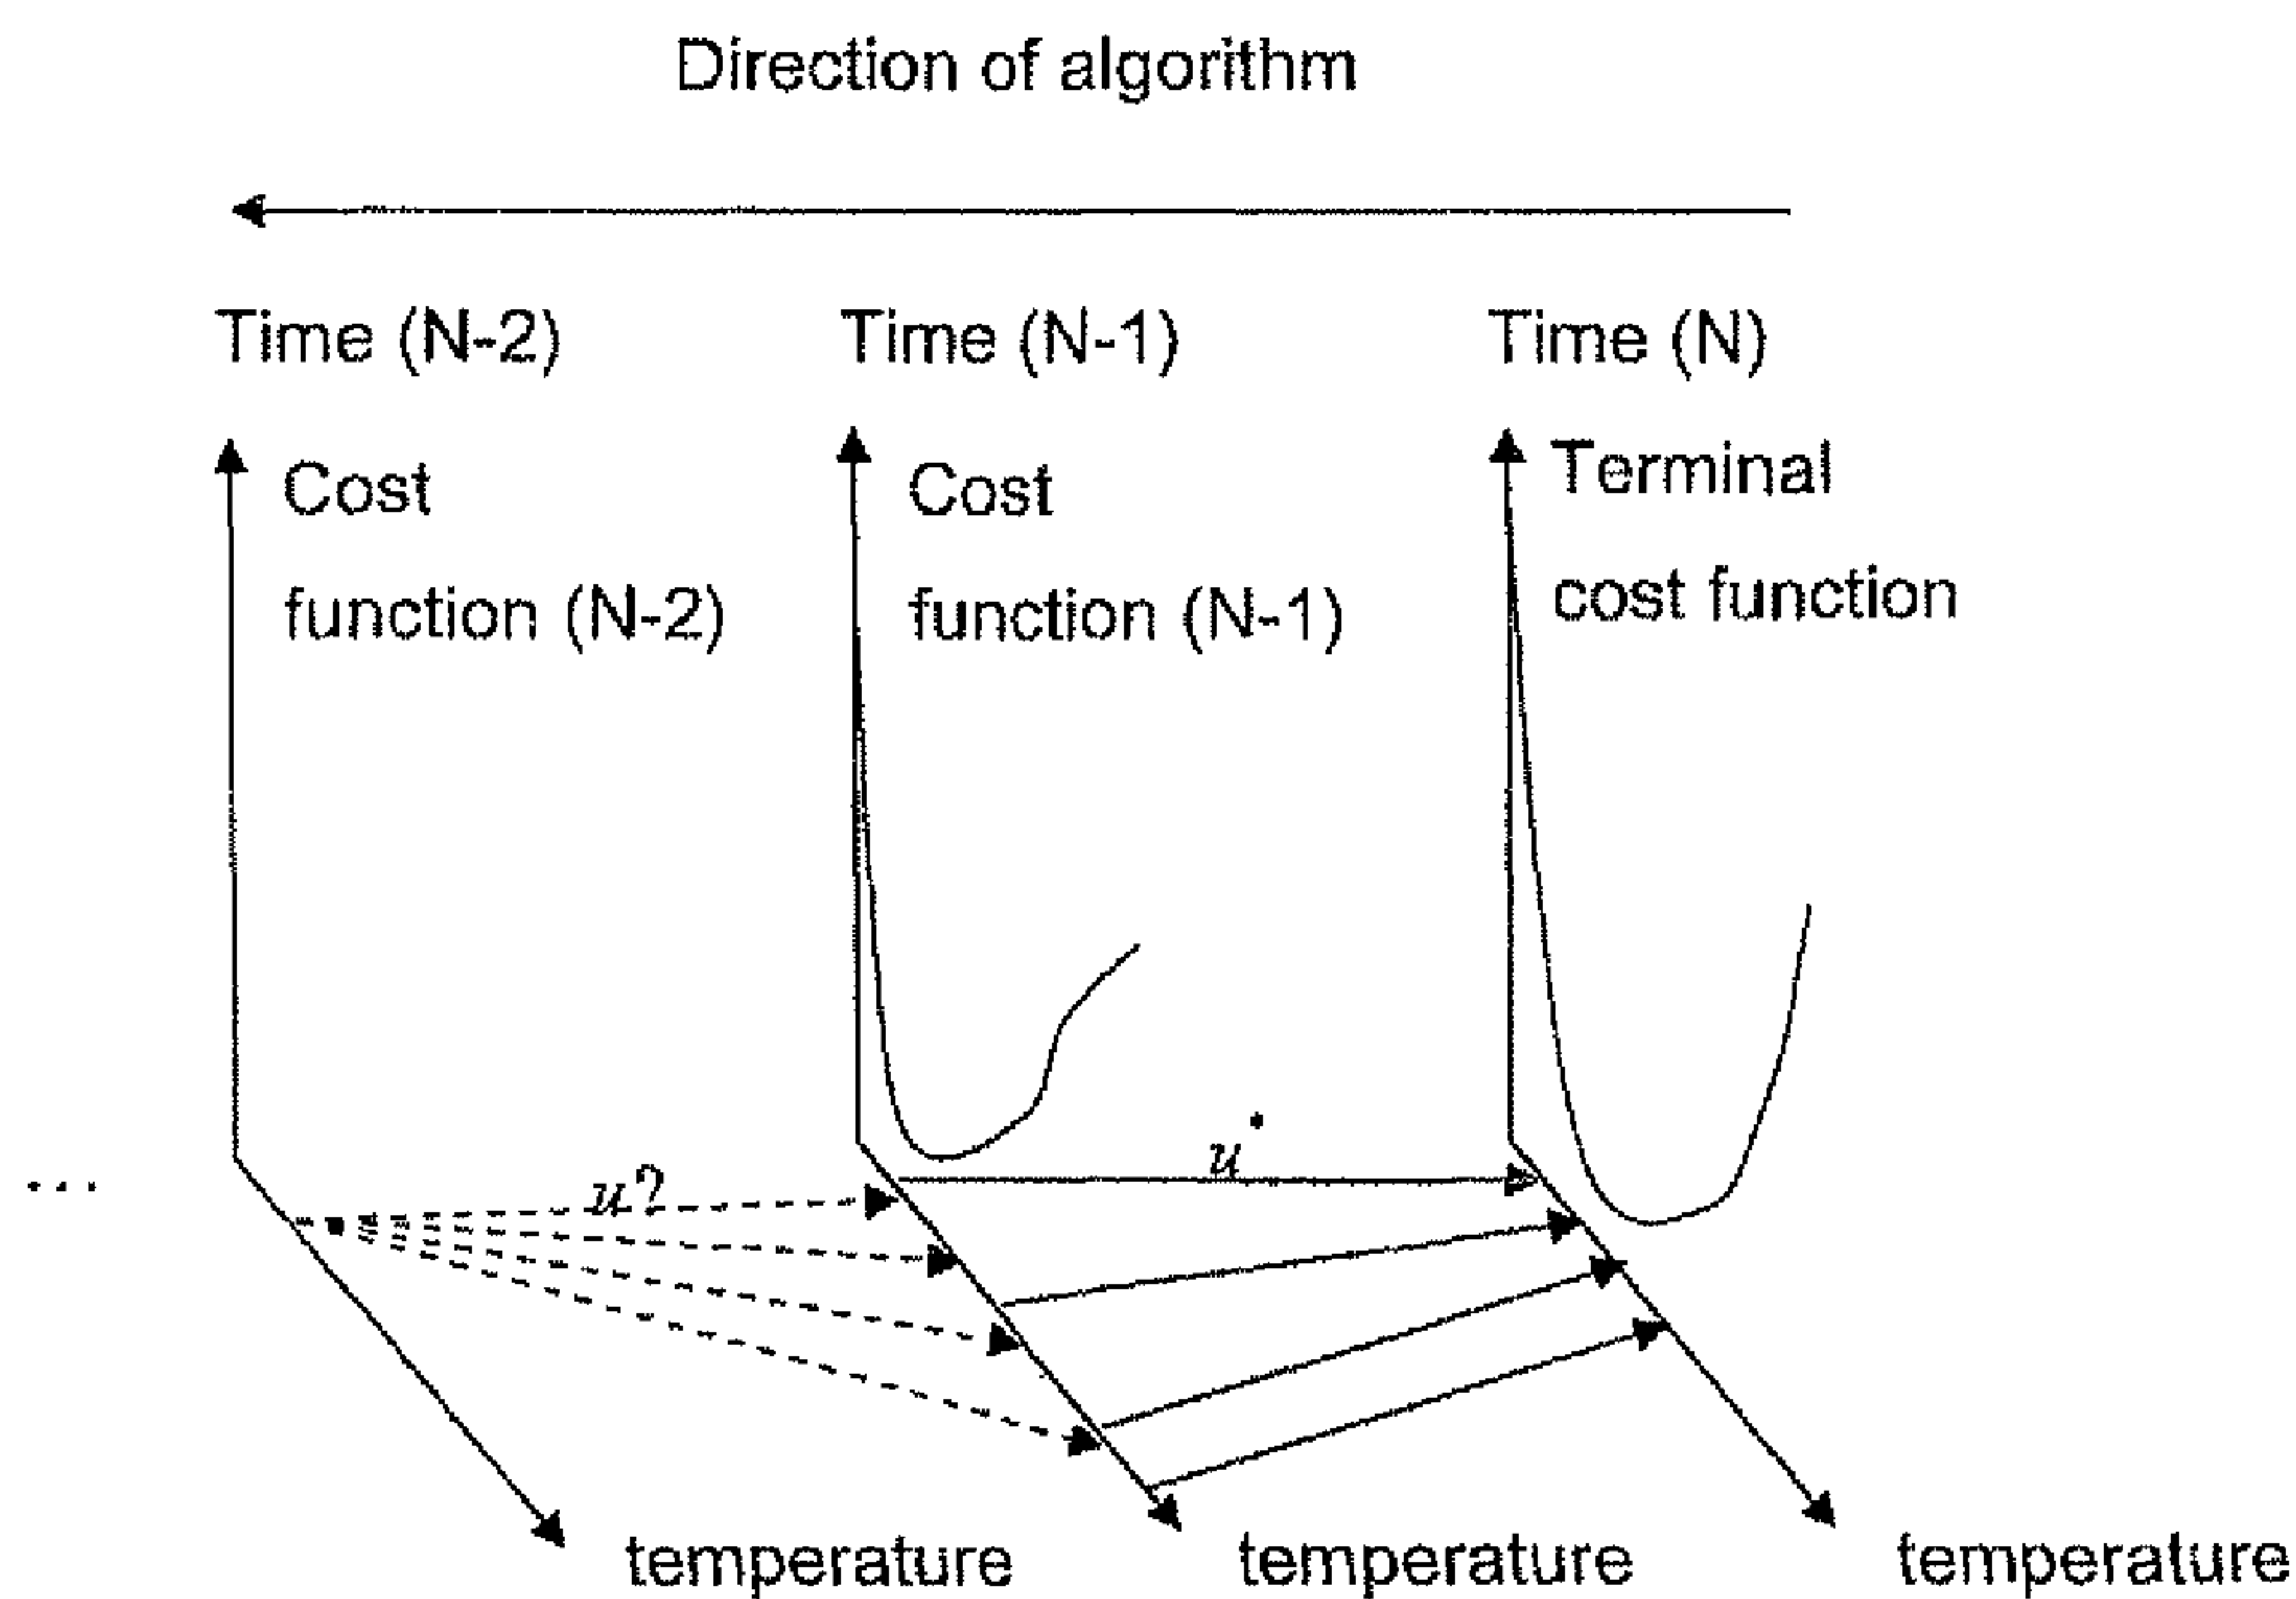 Direction of algorithm
Time (N-2)
Time (N-1)
Time (N)
Cost
function (N-2)
Cost
function (N-1)
Terminal
cost function
...
u?
u*
temperature
temperature
temperature